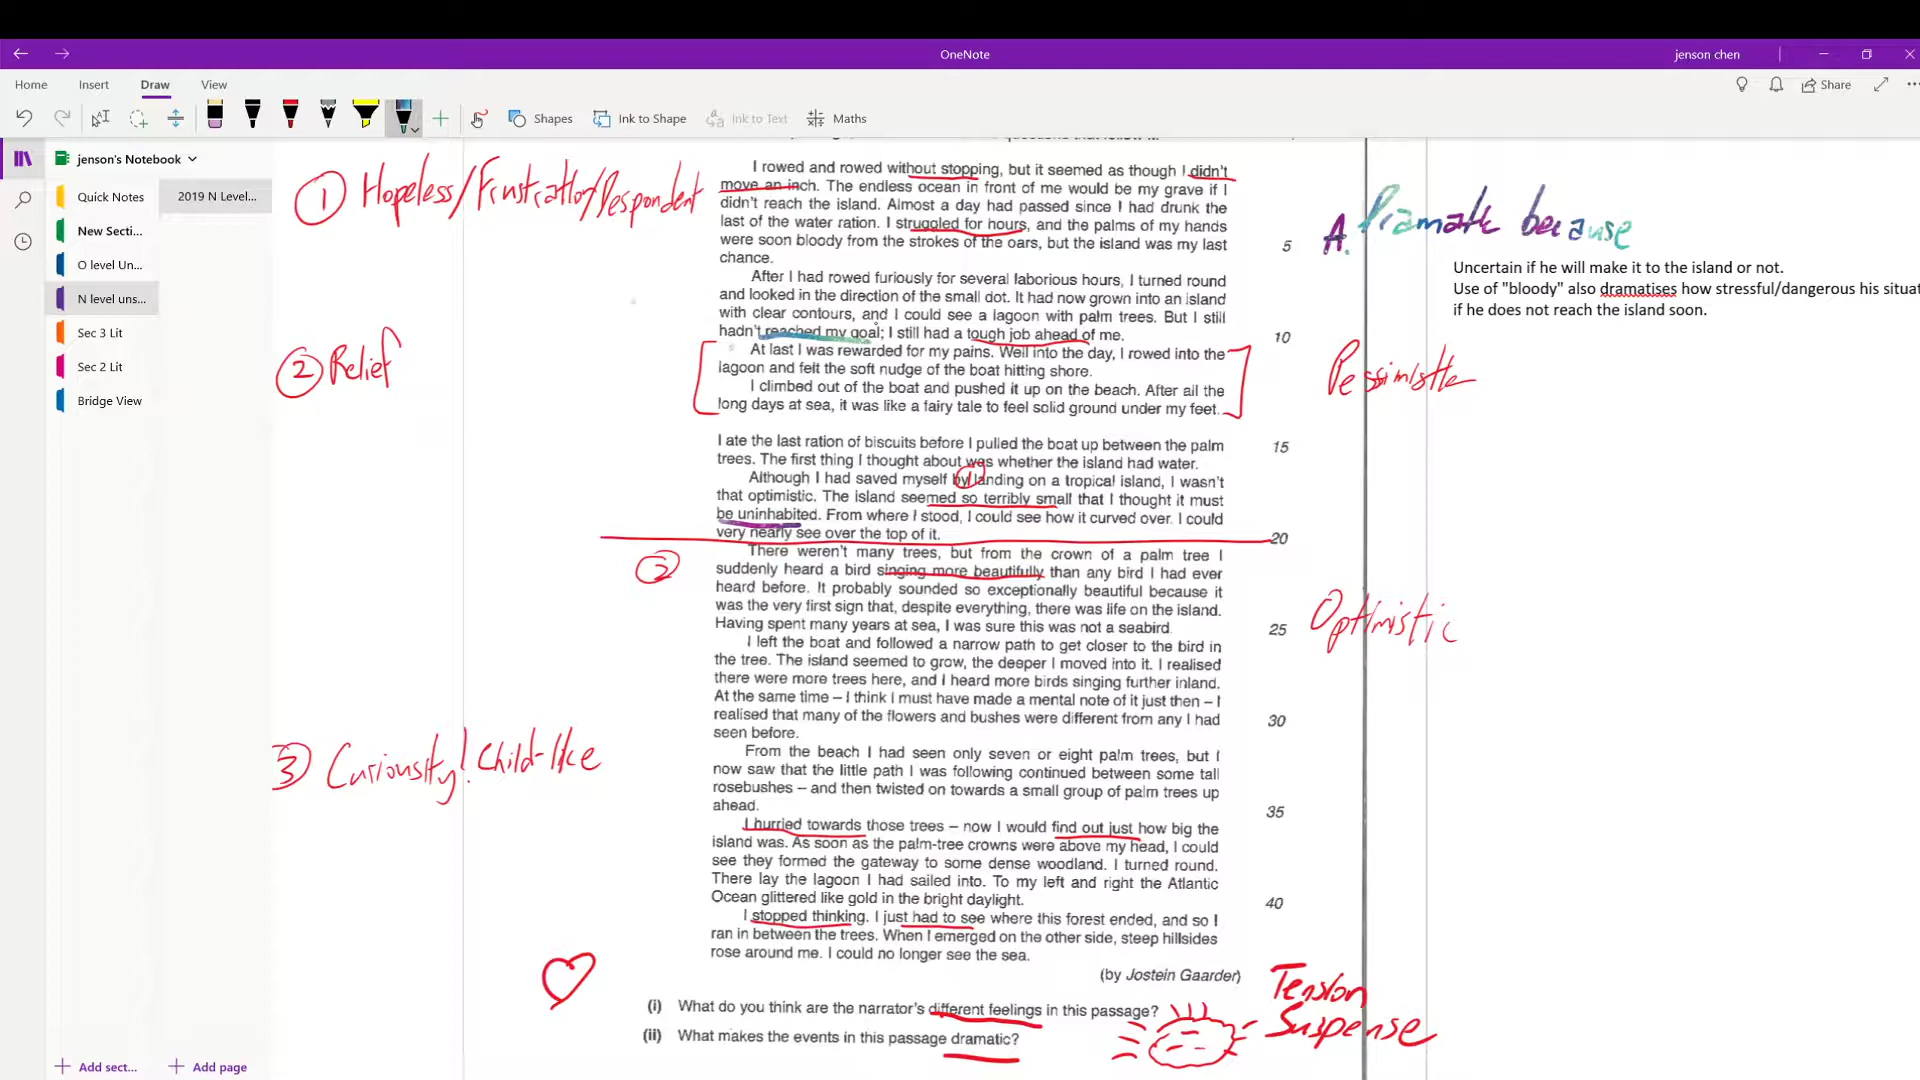 OneNote
jenson chen
Home Insert Draw View
Share
Shapes
Ink to Shape
Ink to Text
Maths
jenson's Notebook
Quick Notes
New Secti...
O level Un...
N level uns...
Sec 3 Lit
Sec 2 Lit
Bridge View
2019 N Level...
Add sect...
Add page
① Hopeless/Frustration/Despondent
② Relief
③ Curiousity! Child-like
I rowed and rowed without stopping, but it seemed as though I didn't
move an inch. The endless ocean in front of me would be my grave if I
didn't reach the island. Almost a day had passed since I had drunk the
last of the water ration. I struggled for hours, and the palms of my hands
were soon bloody from the strokes of the oars, but the island was my last 5
chance.
After I had rowed furiously for several laborious hours, I turned round
and looked in the direction of the small dot. It had now grown into an island
with clear contours, and I could see a lagoon with palm trees. But I still
hadn't reached my goal; I still had a tough job ahead of me. 10
At last I was rewarded for my pains. Well into the day, I rowed into the
lagoon and felt the soft nudge of the boat hitting shore.
I climbed out of the boat and pushed it up on the beach. After all the
long days at sea, it was like a fairy tale to feel solid ground under my feet.
I ate the last ration of biscuits before I pulled the boat up between the palm 15
trees. The first thing I thought about was whether the island had water.
①
Although I had saved myself by landing on a tropical island, I wasn't
that optimistic. The island seemed so terribly small that I thought it must
be uninhabited. From where I stood, I could see how it curved over. I could
very nearly see over the top of it. 20
②
There weren't many trees, but from the crown of a palm tree I
suddenly heard a bird singing more beautifully than any bird I had ever
heard before. It probably sounded so exceptionally beautiful because it
was the very first sign that, despite everything, there was life on the island.
Having spent many years at sea, I was sure this was not a seabird. 25
I left the boat and followed a narrow path to get closer to the bird in
the tree. The island seemed to grow, the deeper I moved into it. I realised
there were more trees here, and I heard more birds singing further inland.
At the same time – I think I must have made a mental note of it just then – I
realised that many of the flowers and bushes were different from any I had 30
seen before.
From the beach I had seen only seven or eight palm trees, but I
now saw that the little path I was following continued between some tall
rosebushes – and then twisted on towards a small group of palm trees up
ahead. 35
I hurried towards those trees – now I would find out just how big the
island was. As soon as the palm-tree crowns were above my head, I could
see they formed the gateway to some dense woodland. I turned round.
There lay the lagoon I had sailed into. To my left and right the Atlantic
Ocean glittered like gold in the bright daylight. 40
I stopped thinking. I just had to see where this forest ended, and so I
ran in between the trees. When I emerged on the other side, steep hillsides
rose around me. I could no longer see the sea.
(by Jostein Gaarder)
(i) What do you think are the narrator's different feelings in this passage?
(ii) What makes the events in this passage dramatic?
A. Dramatic because
Uncertain if he will make it to the island or not.
Use of "bloody" also dramatises how stressful/dangerous his situat
if he does not reach the island soon.
Pessimistic
Optimistic
Tension
Suspense